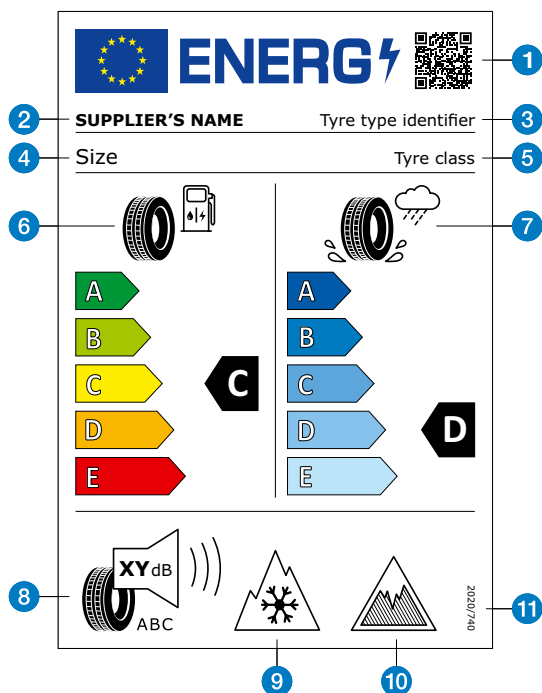 ENERG
1
2 SUPPLIER'S NAME Tyre type identifier 3
4 Size Tyre class 5
6 7
A A
B B
C C C
D D D
E E
XY dB
8 ABC 2020/740 11
9 10